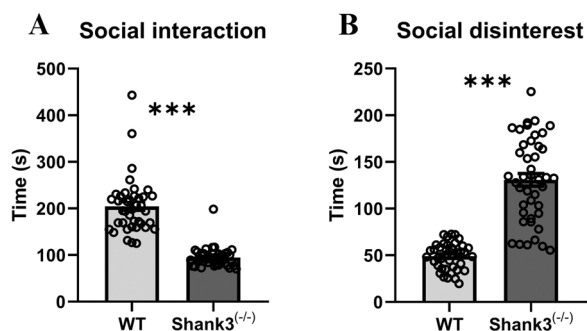 A Social interaction
500
400
300
200
100
0
Time (s)
***
WT Shank3(-/-)
B Social disinterest
250
200
150
100
50
0
Time (s)
***
WT Shank3(-/-)